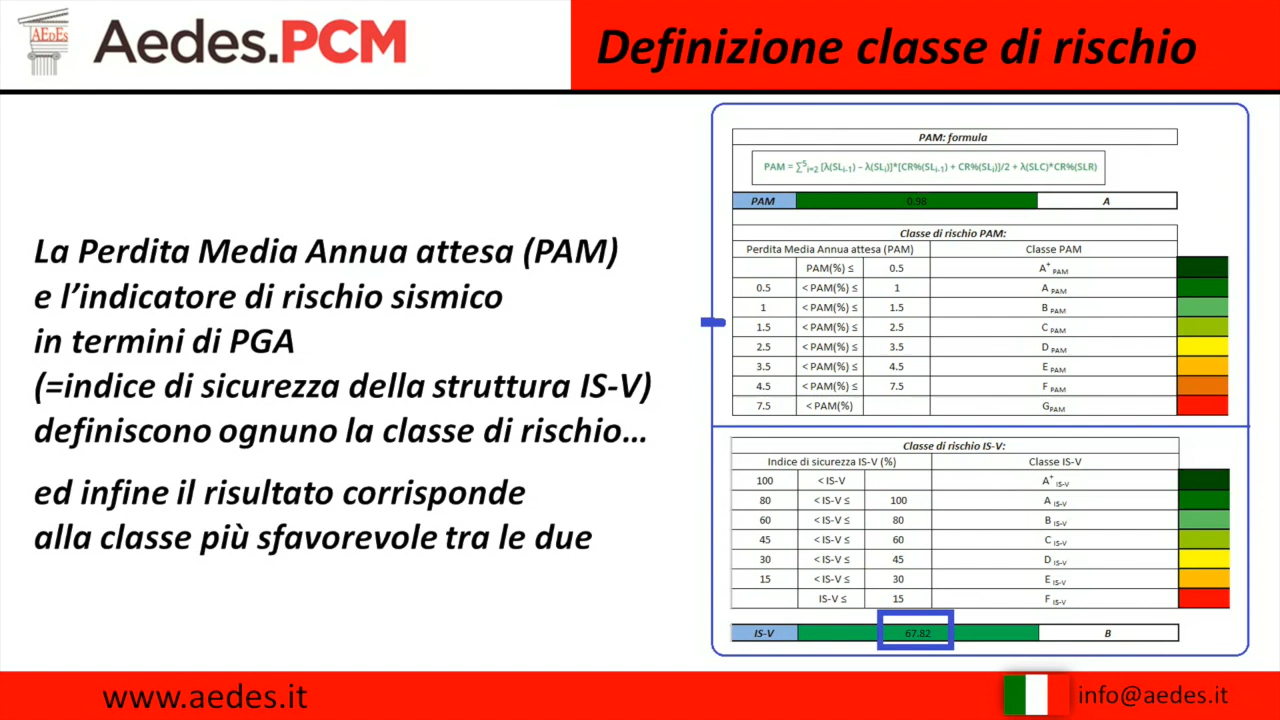 AEDES
Aedes.PCM
Definizione classe di rischio
La Perdita Media Annua attesa (PAM)
e l’indicatore di rischio sismico
in termini di PGA
(=indice di sicurezza della struttura IS-V)
definiscono ognuno la classe di rischio…
ed infine il risultato corrisponde
alla classe più sfavorevole tra le due
PAM: formula
PAM = ∑⁵ᵢ₌₂ [λ(SLi-1) – λ(SLi)]*[CR%(SLi-1) + CR%(SLi)]/2 + λ(SLC)*CR%(SLR)
PAM 0.98 A
Classe di rischio PAM:
Perdita Media Annua attesa (PAM) Classe PAM
PAM(%) ≤ 0.5 A+ PAM
0.5 < PAM(%) ≤ 1 A PAM
1 < PAM(%) ≤ 1.5 B PAM
1.5 < PAM(%) ≤ 2.5 C PAM
2.5 < PAM(%) ≤ 3.5 D PAM
3.5 < PAM(%) ≤ 4.5 E PAM
4.5 < PAM(%) ≤ 7.5 F PAM
7.5 < PAM(%) GPAM
Classe di rischio IS-V:
Indice di sicurezza IS-V (%) Classe IS-V
100 < IS-V A+ IS-V
80 < IS-V ≤ 100 A IS-V
60 < IS-V ≤ 80 B IS-V
45 < IS-V ≤ 60 C IS-V
30 < IS-V ≤ 45 D IS-V
15 < IS-V ≤ 30 E IS-V
IS-V ≤ 15 F IS-V
IS-V 67.82 B
www.aedes.it
info@aedes.it